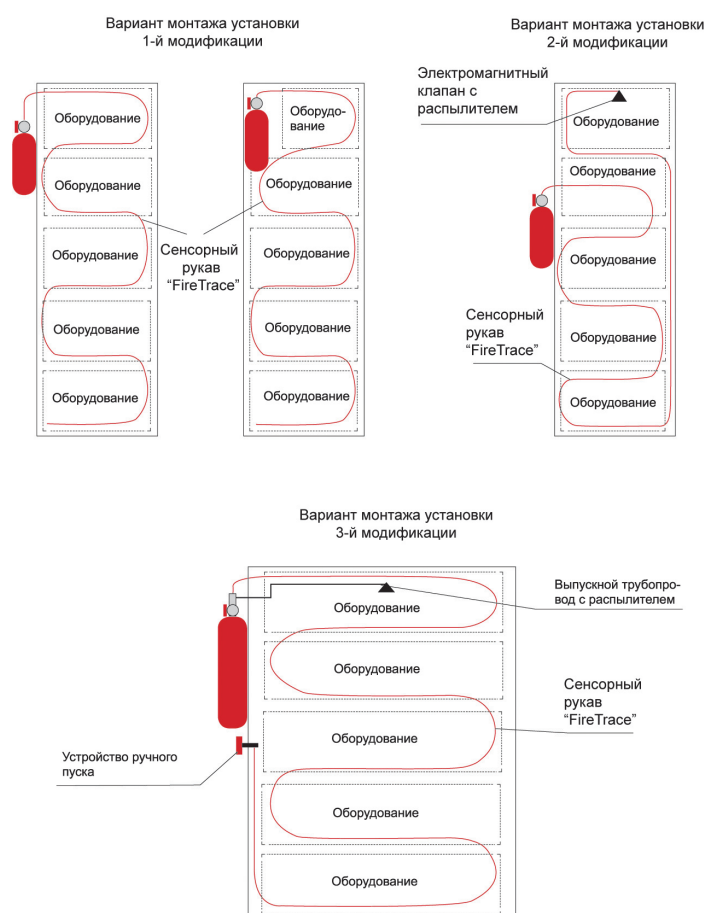 Вариант монтажа установки
1-й модификации
Оборудование
Оборудование
Оборудование
Оборудование
Оборудование
Оборудо-
вание
Оборудование
Оборудование
Оборудование
Оборудование
Сенсорный
рукав
“FireTrace”
Вариант монтажа установки
2-й модификации
Электромагнитный
клапан с
распылителем
Оборудование
Оборудование
Оборудование
Оборудование
Оборудование
Сенсорный
рукав
“FireTrace”
Вариант монтажа установки
3-й модификации
Выпускной трубопро-
вод с распылителем
Оборудование
Оборудование
Оборудование
Оборудование
Оборудование
Сенсорный
рукав
“FireTrace”
Устройство ручного
пуска